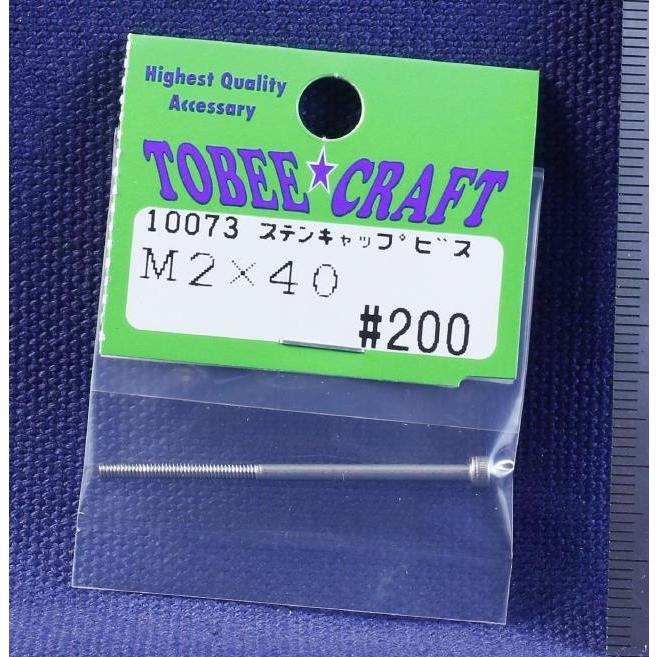 Highest Quality
Accessary
TOBEE★CRAFT
10073 ステンキャップビス
M2×40
#200